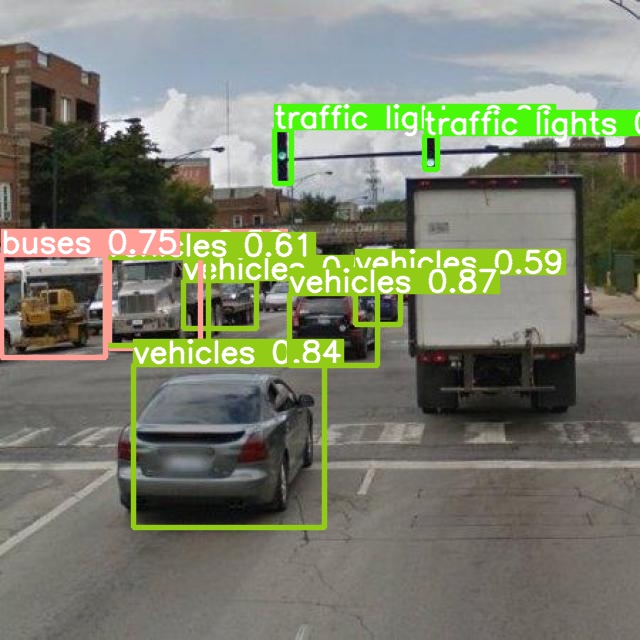 traffic lights
traffic lights
buses 0.75
vehicles 0.61
vehicles 0.
vehicles 0.59
vehicles 0.87
vehicles 0.84